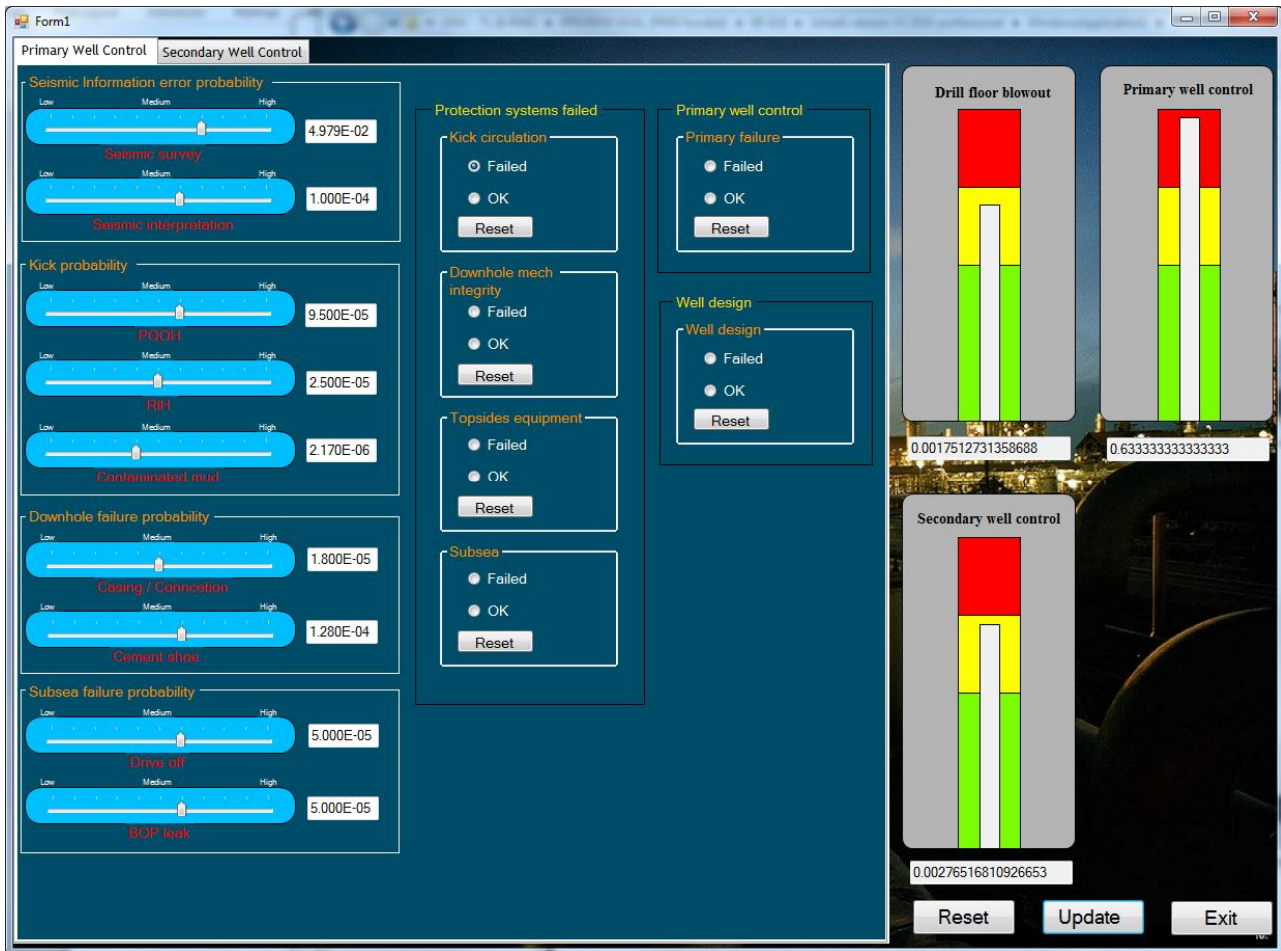 Form1
Primary Well Control
Secondary Well Control
Seismic Information error probability
Low Medium High
4.979E-02
Seismic survey
Low Medium High
1.000E-04
Seismic interpretation
Kick probability
Low Medium High
9.500E-05
POOH
Low Medium High
2.500E-05
RIH
Low Medium High
2.170E-06
Contaminated mud
Downhole failure probability
Low Medium High
1.800E-05
Casing / Conncetion
Low Medium High
1.280E-04
Cement shoe
Subsea failure probability
Low Medium High
5.000E-05
Drive off
Low Medium High
5.000E-05
BOP leak
Protection systems failed
Kick circulation
Failed
OK
Reset
Downhole mech
integrity
Failed
OK
Reset
Topsides equipment
Failed
OK
Reset
Subsea
Failed
OK
Reset
Primary well control
Primary failure
Failed
OK
Reset
Well design
Well design
Failed
OK
Reset
Drill floor blowout
0.0017512731358688
Primary well control
0.633333333333333
Secondary well control
0.00276516810926653
Reset
Update
Exit